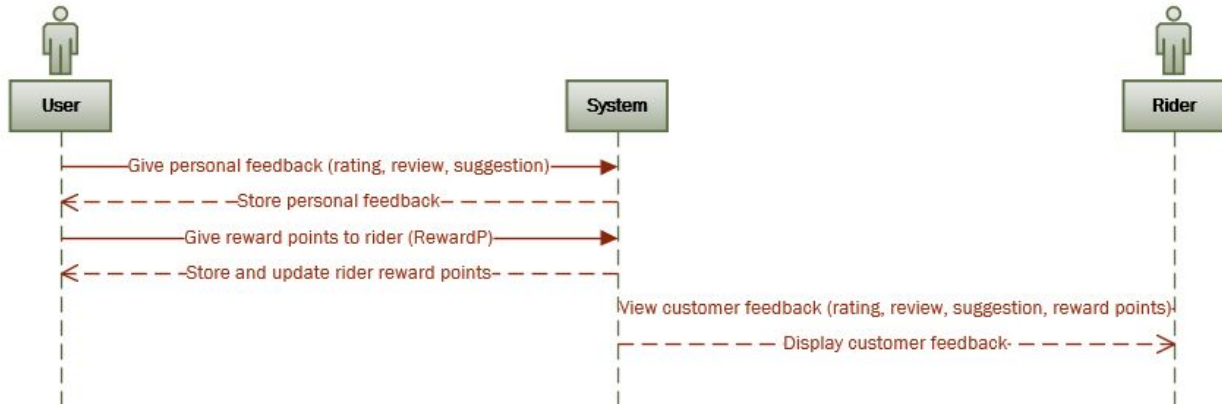 User
System
Rider
Give personal feedback (rating, review, suggestion)
Store personal feedback
Give reward points to rider (RewardP)
Store and update rider reward points
View customer feedback (rating, review, suggestion, reward points)
Display customer feedback